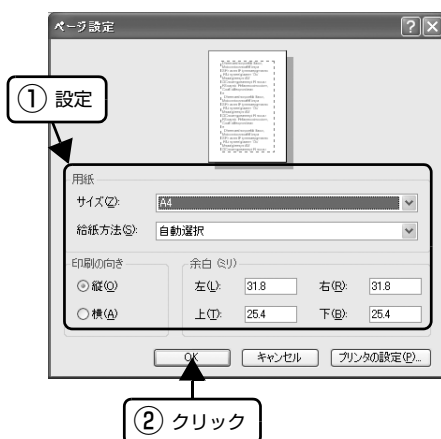 ページ設定
① 設定
用紙
サイズ(Z): A4
給紙方法(S): 自動選択
印刷の向き 余白 (ミリ)
縦(O) 左(L): 31.8 右(R): 31.8
横(A) 上(T): 25.4 下(B): 25.4
OK キャンセル プリンタの設定(P)...
② クリック